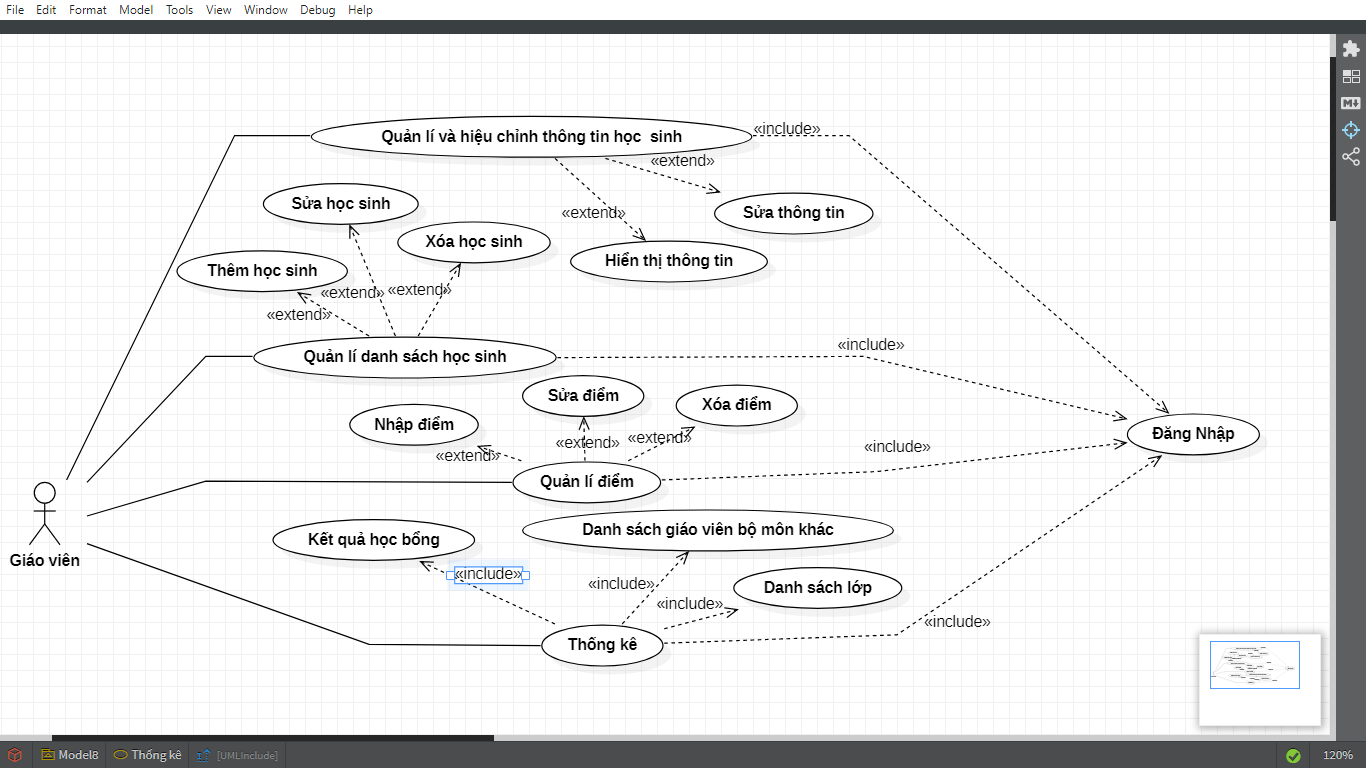 File Edit Format Model Tools View Window Debug Help
Quản lí và hiệu chỉnh thông tin học sinh
«include»
«extend»
Sửa học sinh
Sửa thông tin
«extend»
Xóa học sinh
Hiển thị thông tin
Thêm học sinh
«extend»
«extend»
«extend»
Quản lí danh sách học sinh
«include»
Sửa điểm
Xóa điểm
Nhập điểm
Đăng Nhập
«extend»
«extend»
«extend»
«include»
Quản lí điểm
Danh sách giáo viên bộ môn khác
Kết quả học bổng
Giáo viên
«include»
«include»
Danh sách lớp
«include»
«include»
Thống kê
Model8 Thống kê [UMLInclude]
120%